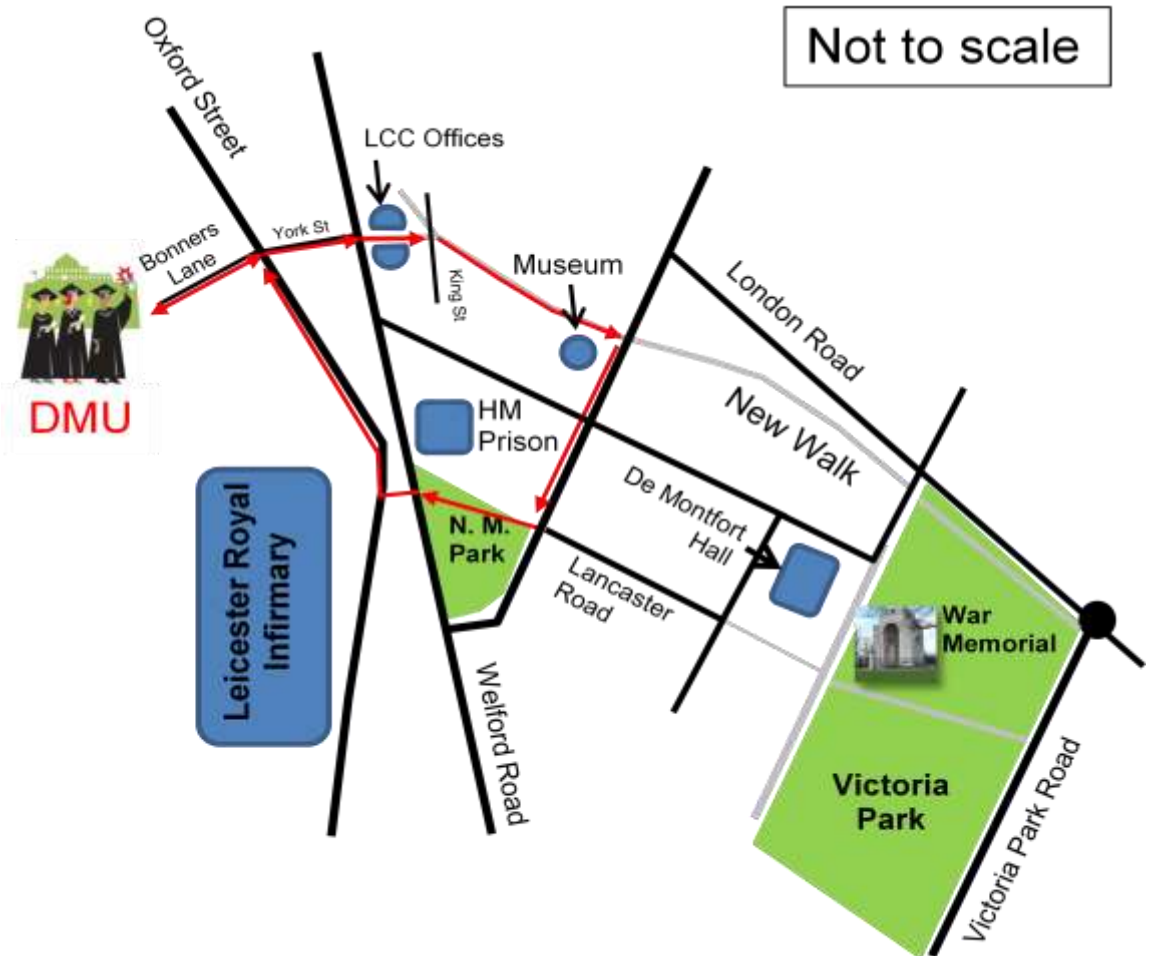 Not to scale
Oxford Street
LCC Offices
Bonners
Lane
York St
King St
Museum
London Road
DMU
HM
Prison
New Walk
De Montfort
Hall
N. M.
Park
Lancaster
Road
Leicester Royal
Infirmary
War
Memorial
Welford Road
Victoria
Park
Victoria Park Road